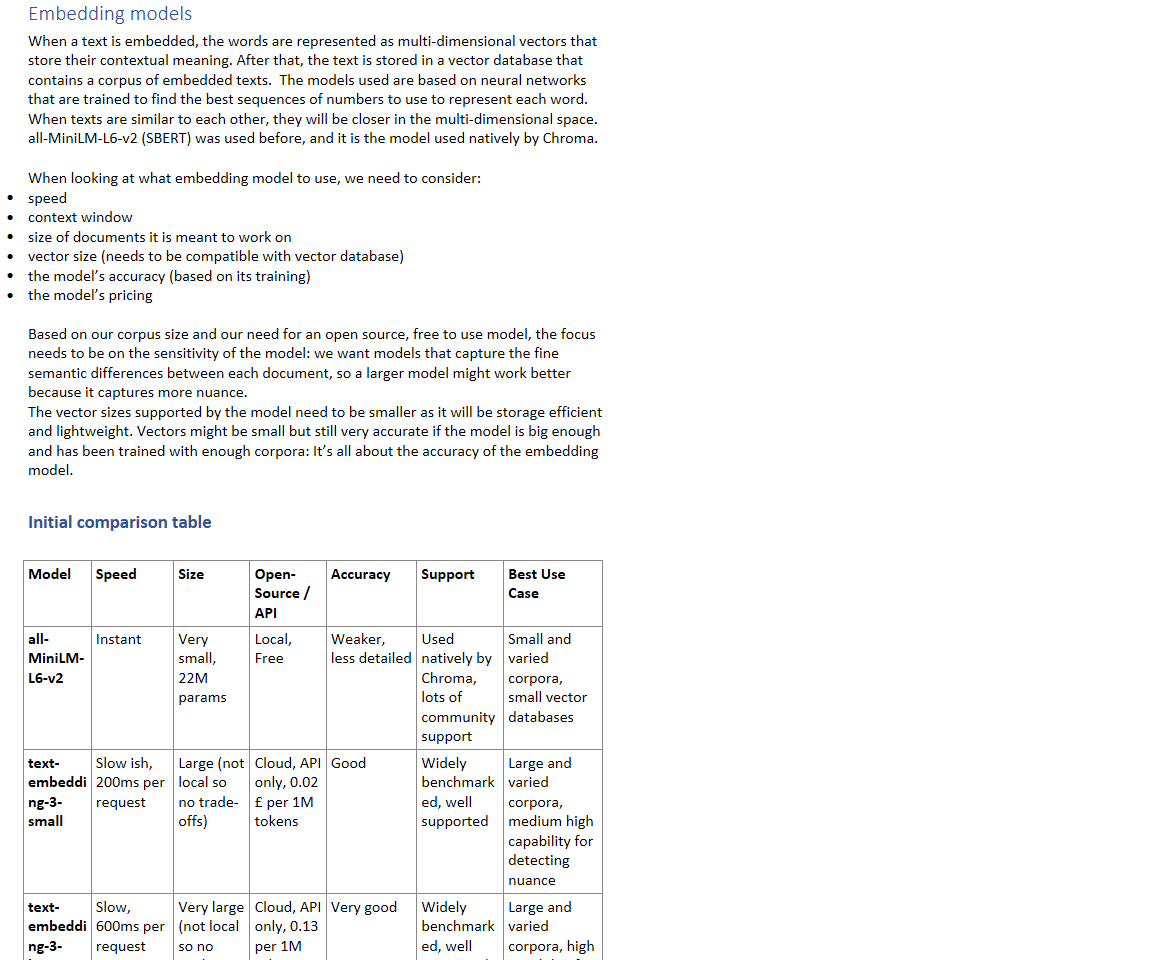 Embedding models
When a text is embedded, the words are represented as multi-dimensional vectors that
store their contextual meaning. After that, the text is stored in a vector database that
contains a corpus of embedded texts.  The models used are based on neural networks
that are trained to find the best sequences of numbers to use to represent each word.
When texts are similar to each other, they will be closer in the multi-dimensional space.
all-MiniLM-L6-v2 (SBERT) was used before, and it is the model used natively by Chroma.
When looking at what embedding model to use, we need to consider:
• speed
• context window
• size of documents it is meant to work on
• vector size (needs to be compatible with vector database)
• the model's accuracy (based on its training)
• the model's pricing
Based on our corpus size and our need for an open source, free to use model, the focus
needs to be on the sensitivity of the model: we want models that capture the fine
semantic differences between each document, so a larger model might work better
because it captures more nuance.
The vector sizes supported by the model need to be smaller as it will be storage efficient
and lightweight. Vectors might be small but still very accurate if the model is big enough
and has been trained with enough corpora: It's all about the accuracy of the embedding
model.
Initial comparison table
Model
Speed
Size
Open-
Source /
API
Accuracy
Support
Best Use
Case
all-
MiniLM-
L6-v2
Instant
Very
small,
22M
params
Local,
Free
Weaker,
less detailed
Used
natively by
Chroma,
lots of
community
support
Small and
varied
corpora,
small vector
databases
text-
embeddi
ng-3-
small
Slow ish,
200ms per
request
Large (not
local so
no trade-
offs)
Cloud, API
only, 0.02
£ per 1M
tokens
Good
Widely
benchmark
ed, well
supported
Large and
varied
corpora,
medium high
capability for
detecting
nuance
text-
embeddi
ng-3-
Slow,
600ms per
request
Very large
(not local
so no
Cloud, API
only, 0.13
per 1M
Very good
Widely
benchmark
ed, well
Large and
varied
corpora, high